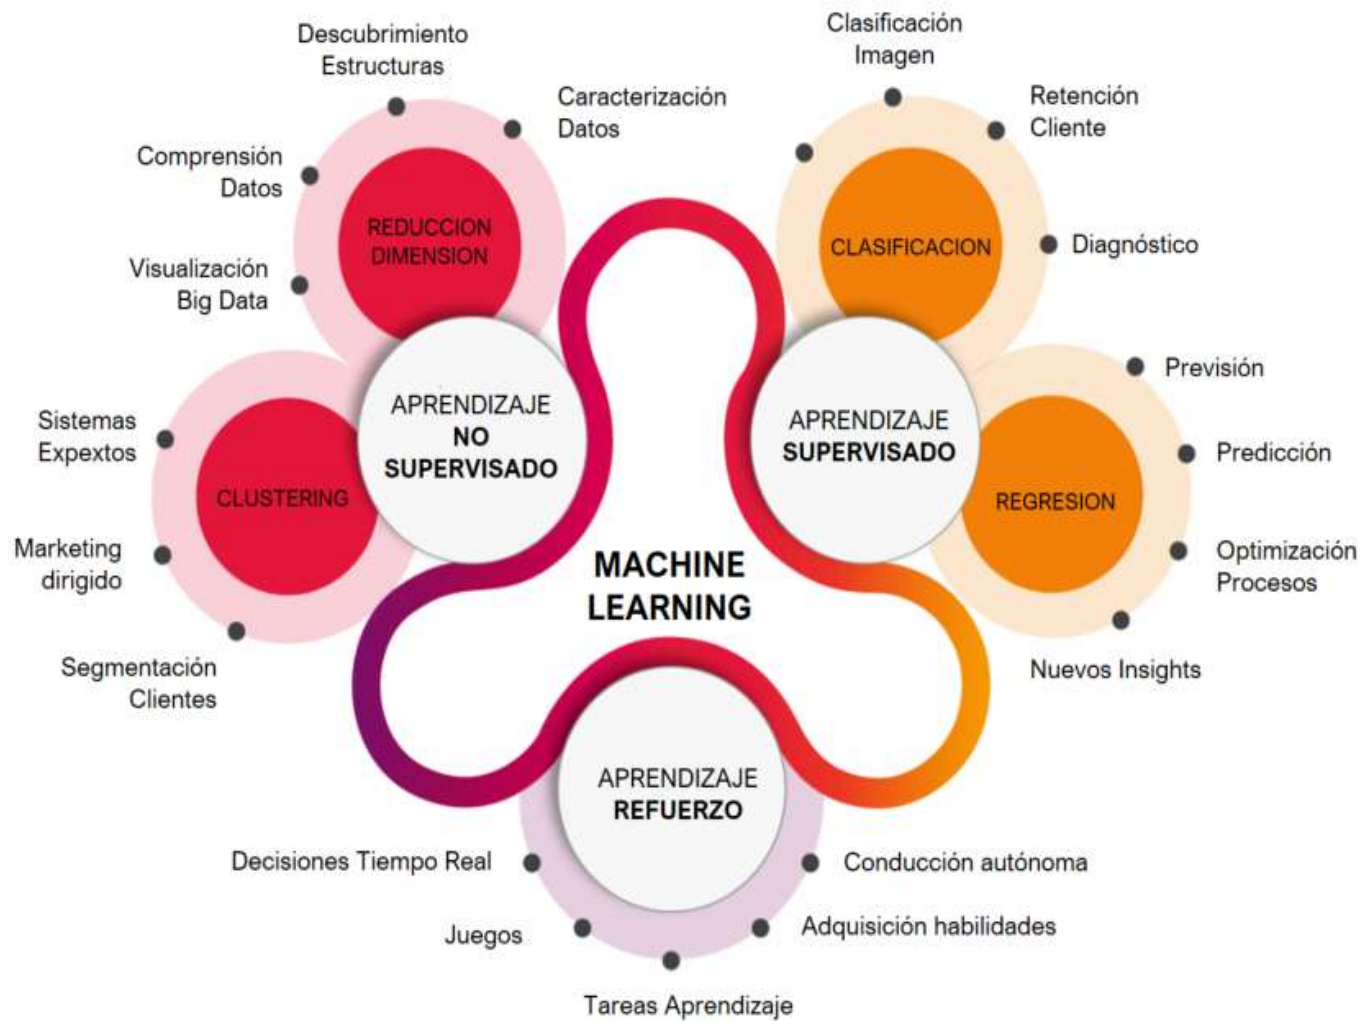 Descubrimiento
Estructuras
Caracterización
Datos
Comprensión
Datos
Visualización
Big Data
REDUCCION
DIMENSION
Clasificación
Imagen
Retención
Cliente
Diagnóstico
CLASIFICACION
Sistemas
Expextos
Marketing
dirigido
Segmentación
Clientes
CLUSTERING
APRENDIZAJE
NO
SUPERVISADO
APRENDIZAJE
SUPERVISADO
Previsión
Predicción
Optimización
Procesos
Nuevos Insights
REGRESION
MACHINE
LEARNING
APRENDIZAJE
REFUERZO
Decisiones Tiempo Real
Juegos
Tareas Aprendizaje
Adquisición habilidades
Conducción autónoma